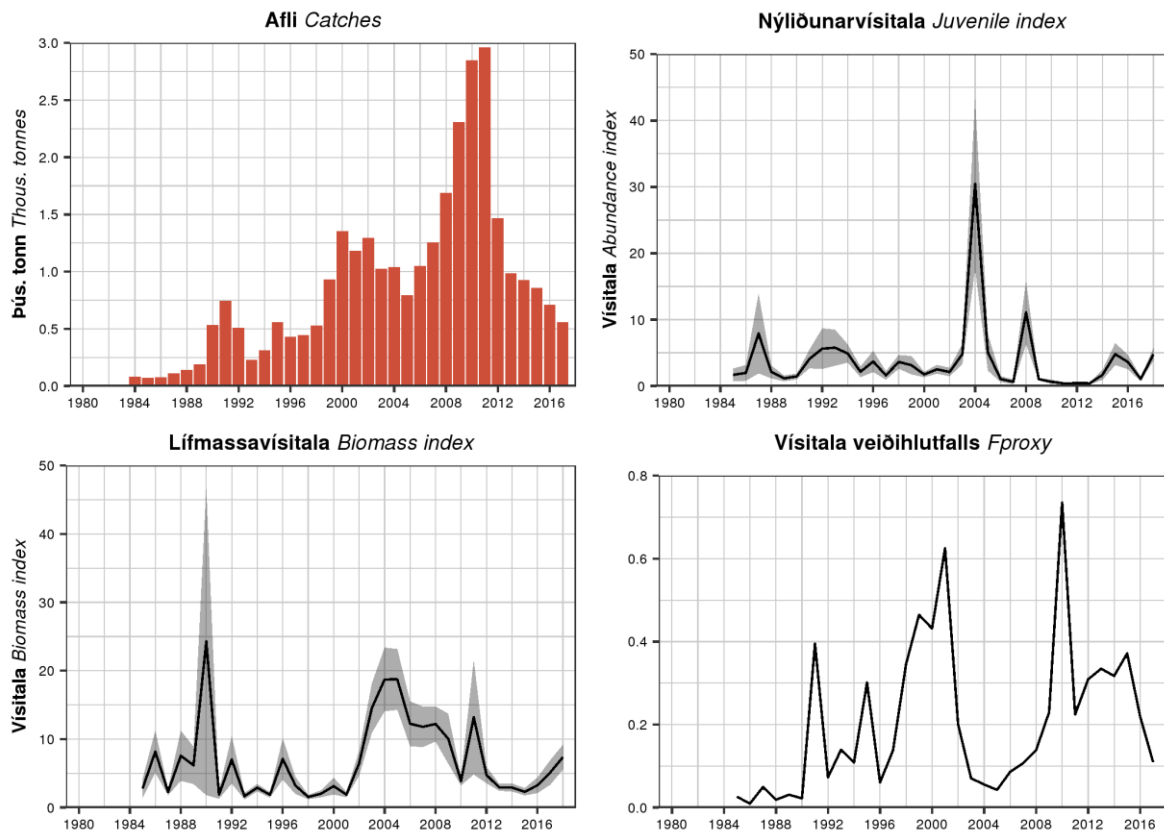 Afli Catches
Þús. tonn Thous. tonnes
3.0
2.5
2.0
1.5
1.0
0.5
0.0
1980 1984 1988 1992 1996 2000 2004 2008 2012 2016
Nýliðunarvísitala Juvenile index
Vísitala Abundance index
50
40
30
20
10
0
1980 1984 1988 1992 1996 2000 2004 2008 2012 2016
Lífmassavísitala Biomass index
Vísitala Biomass index
50
40
30
20
10
0
1980 1984 1988 1992 1996 2000 2004 2008 2012 2016
Vísitala veiðihlutfalls Fproxy
0.8
0.6
0.4
0.2
0.0
1980 1984 1988 1992 1996 2000 2004 2008 2012 2016